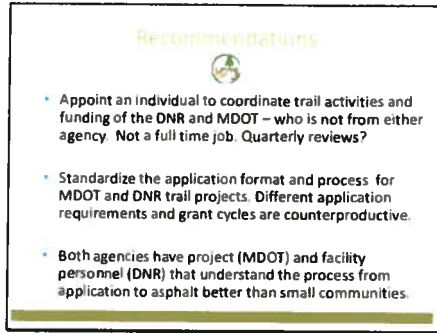 Recommendations
• Appoint an individual to coordinate trail activities and
funding of the DNR and MDOT – who is not from either
agency. Not a full time job. Quarterly reviews?
• Standardize the application format and process for
MDOT and DNR trail projects. Different application
requirements and grant cycles are counterproductive.
• Both agencies have project (MDOT) and facility
personnel (DNR) that understand the process from
application to asphalt better than small communities.